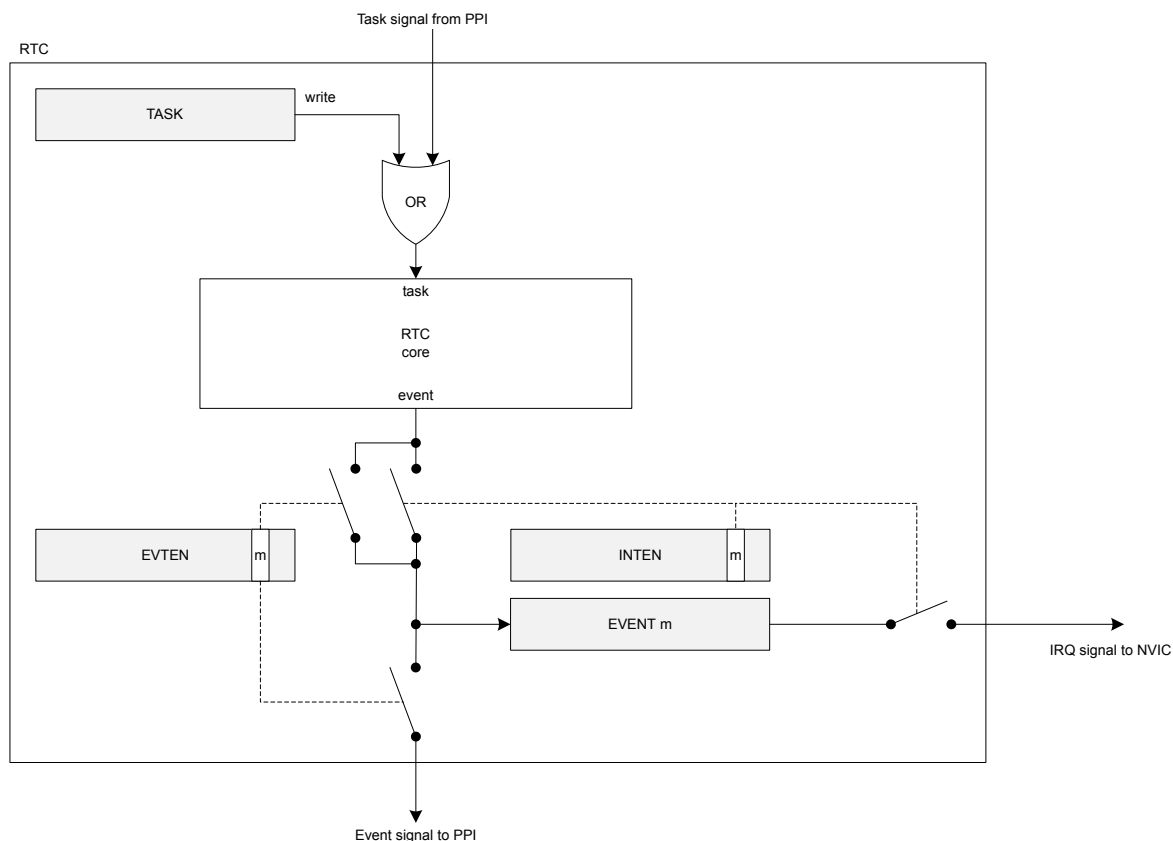 Task signal from PPI
RTC
write
TASK
OR
task
RTC
core
event
EVTEN
m
INTEN
m
EVENT m
IRQ signal to NVIC
Event signal to PPI